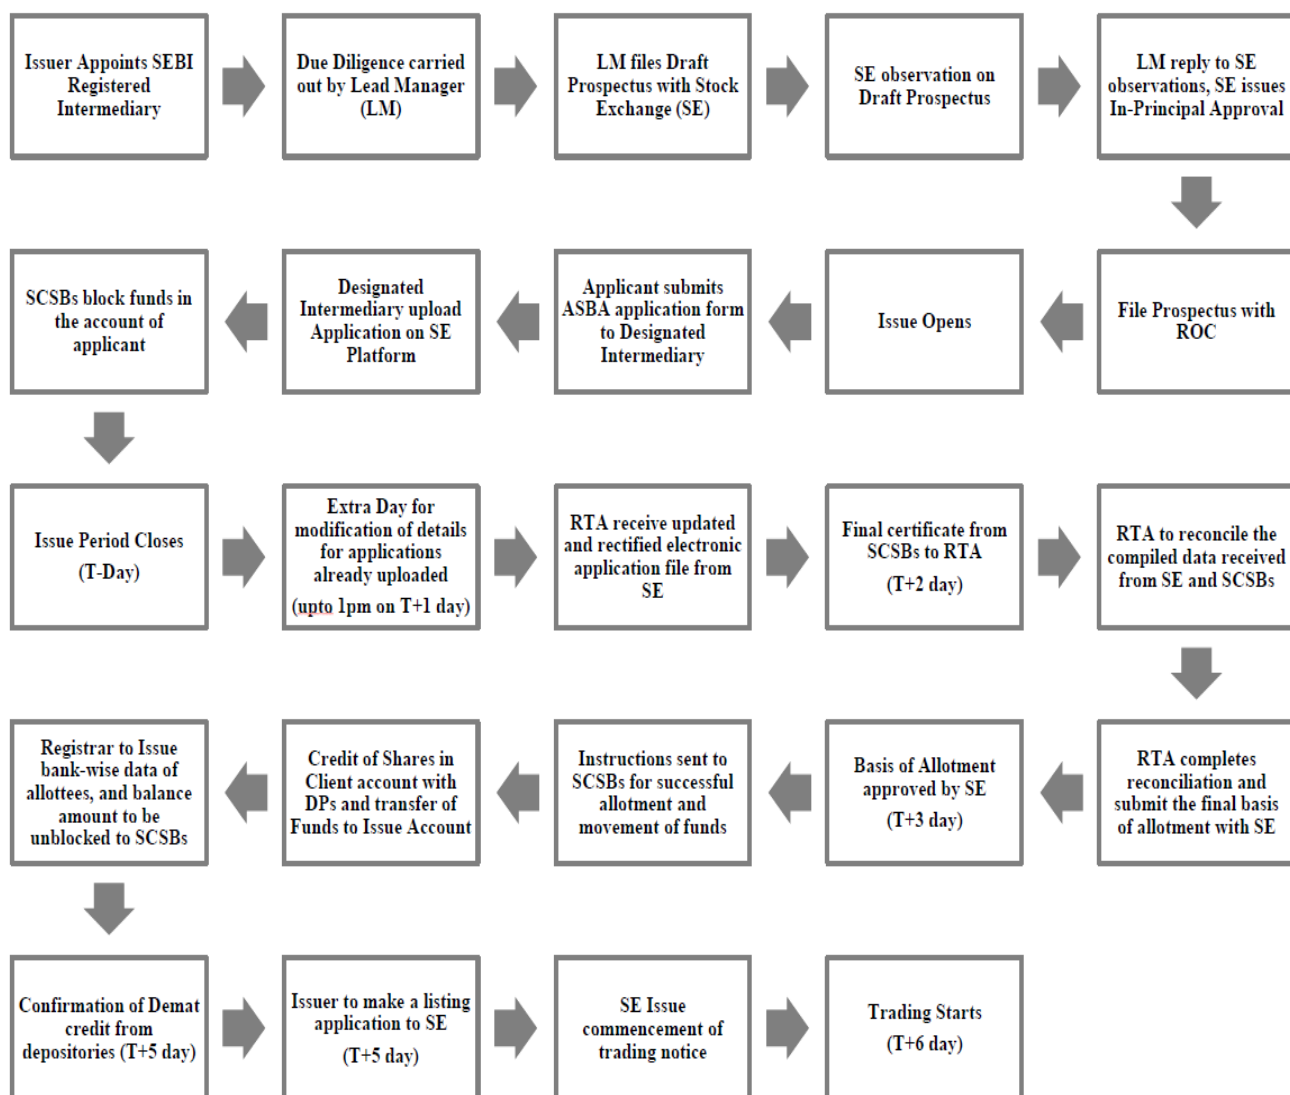 Issuer Appoints SEBI
Registered
Intermediary
Due Diligence carried
out by Lead Manager
(LM)
LM files Draft
Prospectus with Stock
Exchange (SE)
SE observation on
Draft Prospectus
LM reply to SE
observations, SE issues
In-Principal Approval
File Prospectus with
ROC
Issue Opens
Applicant submits
ASBA application form
to Designated
Intermediary
Designated
Intermediary upload
Application on SE
Platform
SCSBs block funds in
the account of
applicant
Issue Period Closes
(T-Day)
Extra Day for
modification of details
for applications
already uploaded
(upto 1pm on T+1 day)
RTA receive updated
and rectified electronic
application file from
SE
Final certificate from
SCSBs to RTA
(T+2 day)
RTA to reconcile the
compiled data received
from SE and SCSBs
RTA completes
reconciliation and
submit the final basis
of allotment with SE
Basis of Allotment
approved by SE
(T+3 day)
Instructions sent to
SCSBs for successful
allotment and
movement of funds
Credit of Shares in
Client account with
DPs and transfer of
Funds to Issue Account
Registrar to Issue
bank-wise data of
allottees, and balance
amount to be
unblocked to SCSBs
Confirmation of Demat
credit from
depositories (T+5 day)
Issuer to make a listing
application to SE
(T+5 day)
SE Issue
commencement of
trading notice
Trading Starts
(T+6 day)